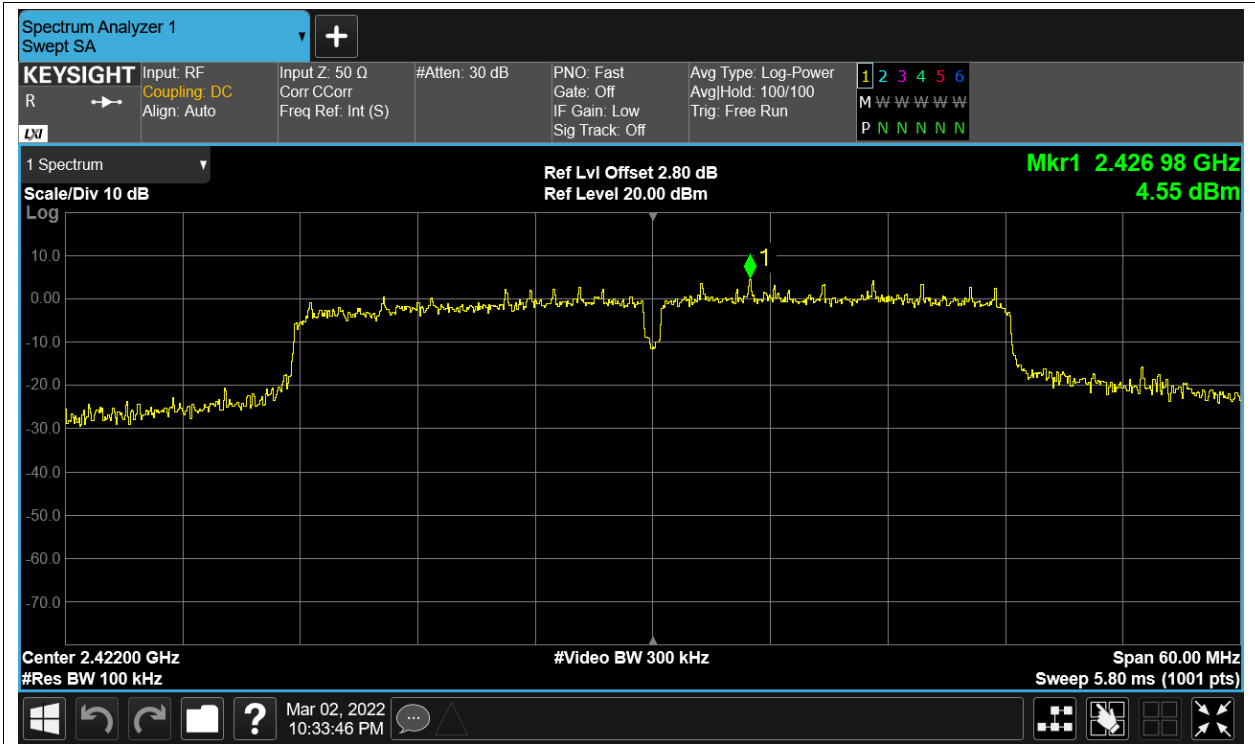 Spectrum Analyzer 1
Swept SA
KEYSIGHT
R
LXI
Input: RF
Coupling: DC
Align: Auto
Input Z: 50 Ω
Corr CCorr
Freq Ref: Int (S)
#Atten: 30 dB
PNO: Fast
Gate: Off
IF Gain: Low
Sig Track: Off
Avg Type: Log-Power
Avg|Hold: 100/100
Trig: Free Run
1 2 3 4 5 6
M W W W W W
P N N N N N
1 Spectrum
Scale/Div 10 dB
Log
Ref Lvl Offset 2.80 dB
Ref Level 20.00 dBm
Mkr1 2.426 98 GHz
4.55 dBm
1
10.0
0.00
-10.0
-20.0
-30.0
-40.0
-50.0
-60.0
-70.0
Center 2.42200 GHz
#Res BW 100 kHz
#Video BW 300 kHz
Span 60.00 MHz
Sweep 5.80 ms (1001 pts)
?
Mar 02, 2022
10:33:46 PM